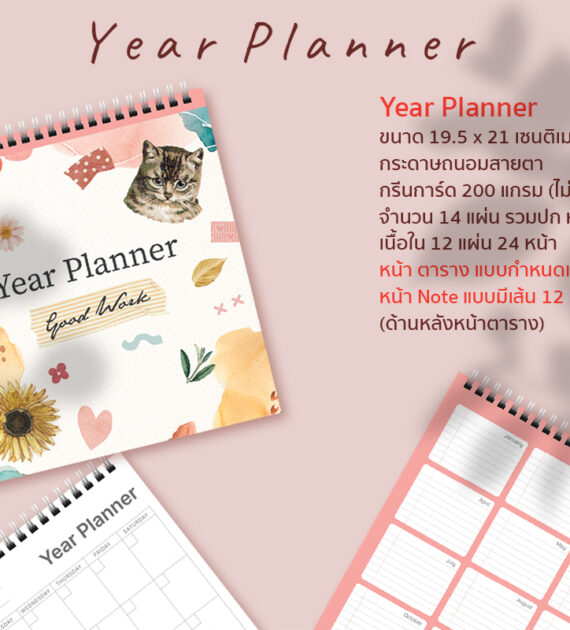 Year Planner
Year Planner
ขนาด 19.5 x 21 เซนติเม
กระดาษถนอมสายตา
กรีนการ์ด 200 แกรม (ไม่
จำนวน 14 แผ่น รวมปก
เนื้อใน 12 แผ่น 24 หน้า
หน้า ตาราง แบบกำหนดเ
หน้า Note แบบมีเส้น 12
(ด้านหลังหน้าตาราง)
Year Planner
Good Work
Year Planner
WEDNESDAY THURSDAY FRIDAY SATURDAY
January
April
May
July
August
October